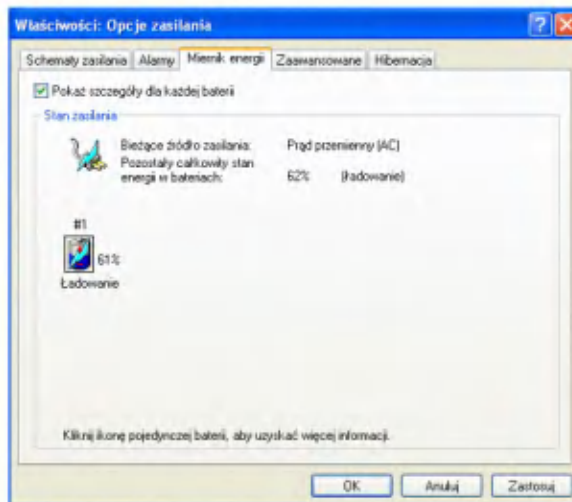 Właściwości: Opcje zasilania
Schematy zasilania Alarmy Miernik energii Zaawansowane Hibernacja
Pokaż szczegóły dla każdej baterii
Stan zasilania
Bieżące źródło zasilania: Prąd przemienny (AC)
Pozostały całkowity stan
energii w bateriach: 62% (ładowanie)
#1
61%
Ładowanie
Kliknij ikonę pojedynczej baterii, aby uzyskać więcej informacji.
OK Anuluj Zastosuj